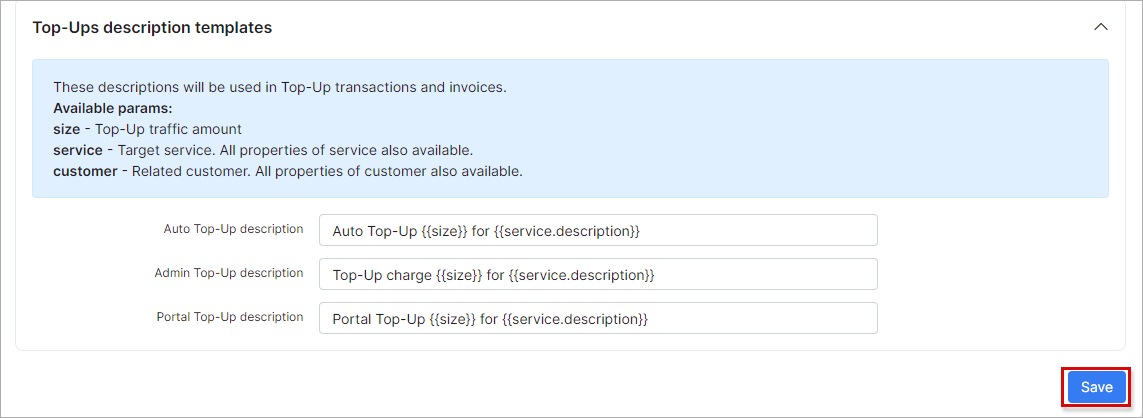 Top-Ups description templates
These descriptions will be used in Top-Up transactions and invoices.
Available params:
size - Top-Up traffic amount
service - Target service. All properties of service also available.
customer - Related customer. All properties of customer also available.
Auto Top-Up description
Auto Top-Up {{size}} for {{service.description}}
Admin Top-Up description
Top-Up charge {{size}} for {{service.description}}
Portal Top-Up description
Portal Top-Up {{size}} for {{service.description}}
Save